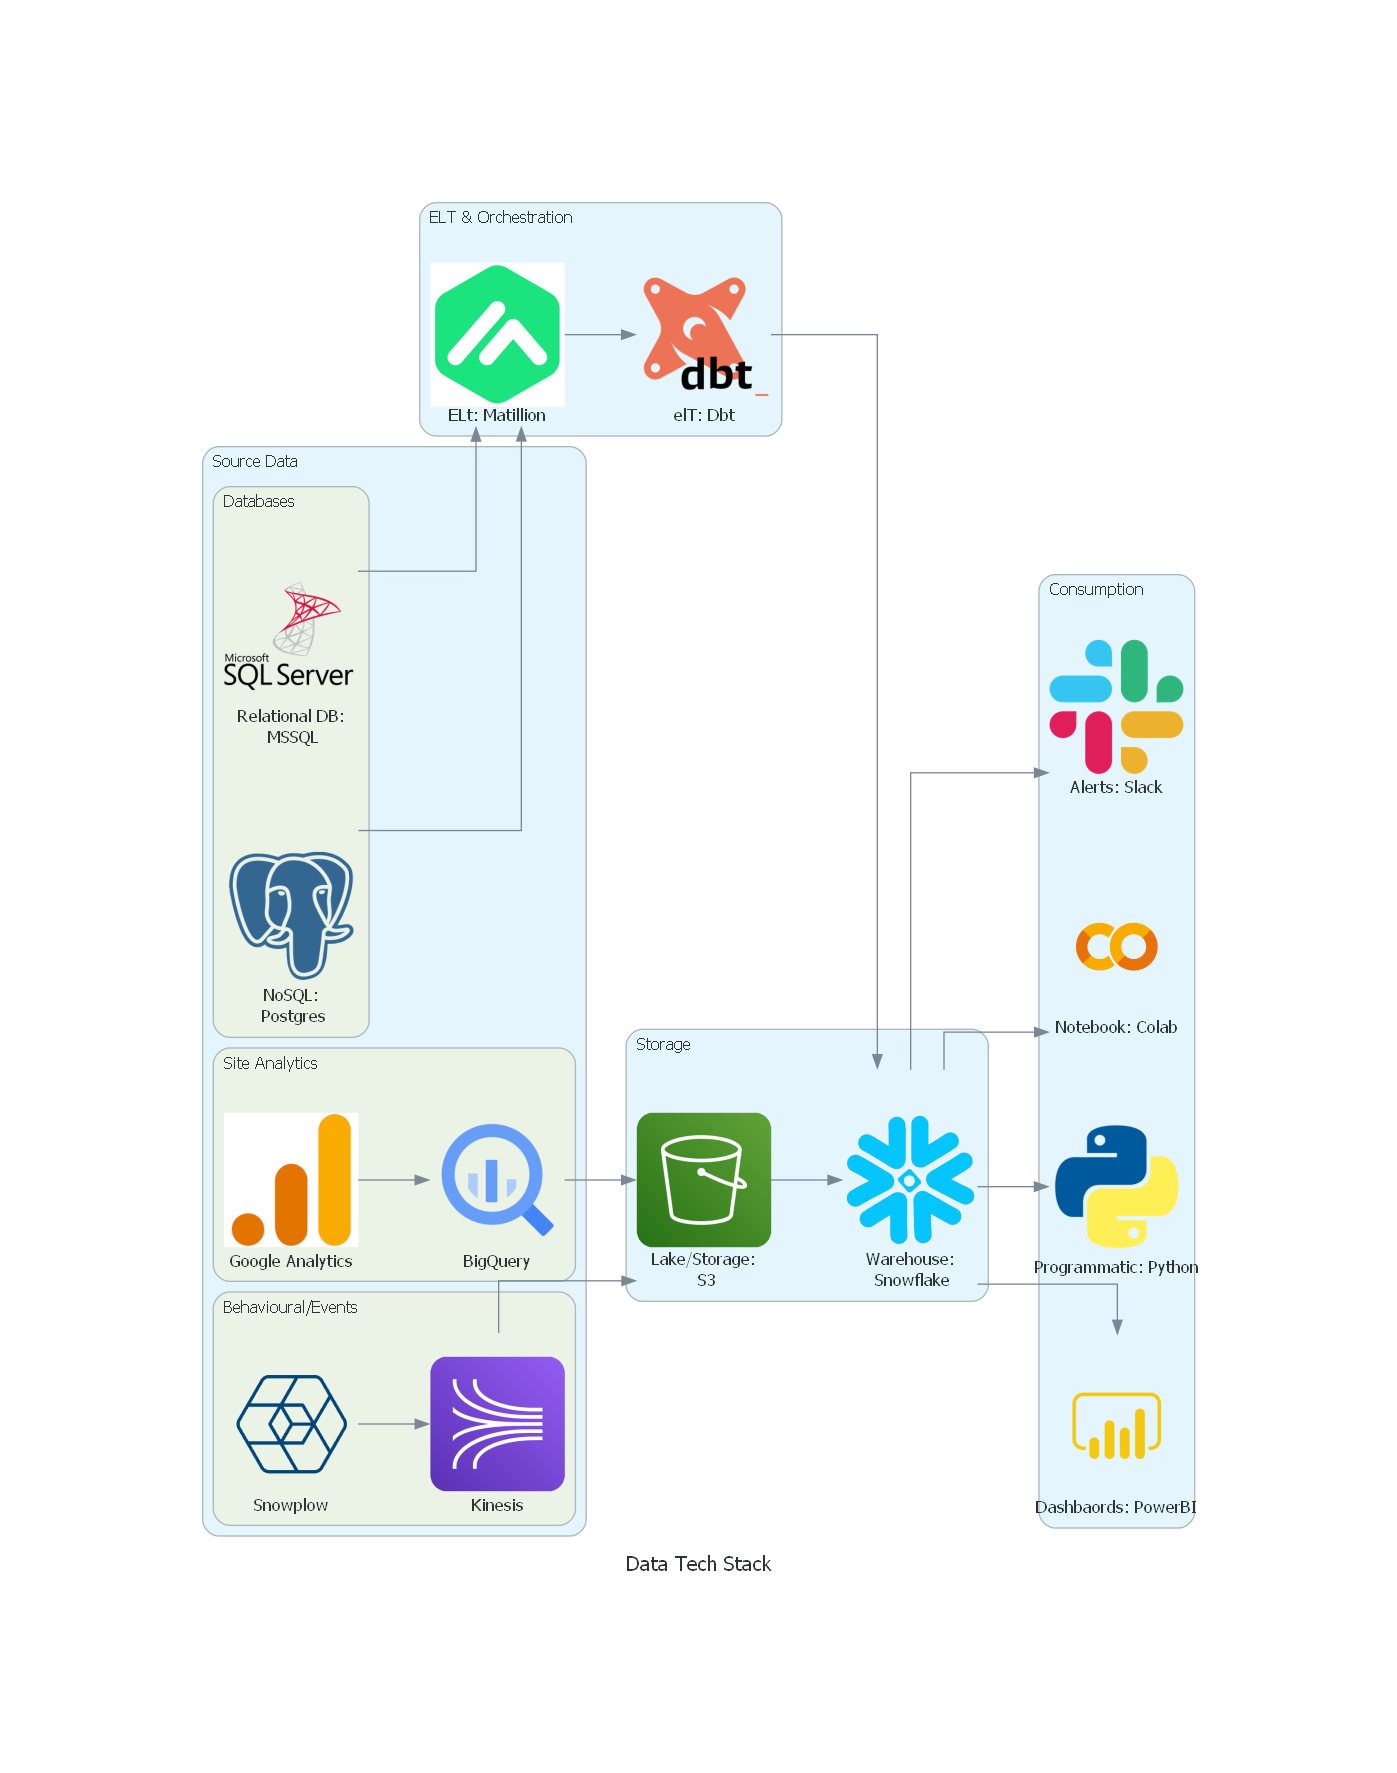 ELT & Orchestration
dbt_
ELt: Matillion
elT: Dbt
Source Data
Databases
Microsoft
SQL Server
Relational DB:
MSSQL
NoSQL:
Postgres
Consumption
Alerts: Slack
Notebook: Colab
Programmatic: Python
Dashbaords: PowerBI
Site Analytics
Google Analytics
BigQuery
Storage
Lake/Storage:
S3
Warehouse:
Snowflake
Behavioural/Events
Snowplow
Kinesis
Data Tech Stack